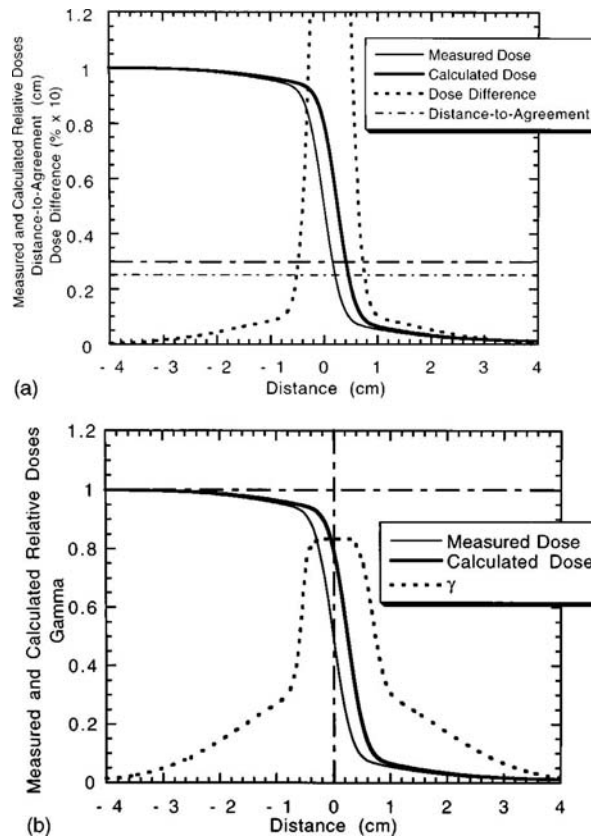 1.2
1
0.8
0.6
0.4
0.2
0
Measured and Calculated Relative Doses
Distance-to-Agreement (cm)
Dose Difference (% x 10)
Measured Dose
Calculated Dose
Dose Difference
Distance-to-Agreement
- 4 - 3 - 2 - 1 0 1 2 3 4
Distance (cm)
(a)
1.2
1
0.8
0.6
0.4
0.2
0
Measured and Calculated Relative Doses
Gamma
Measured Dose
Calculated Dose
γ
- 4 - 3 - 2 - 1 0 1 2 3 4
Distance (cm)
(b)